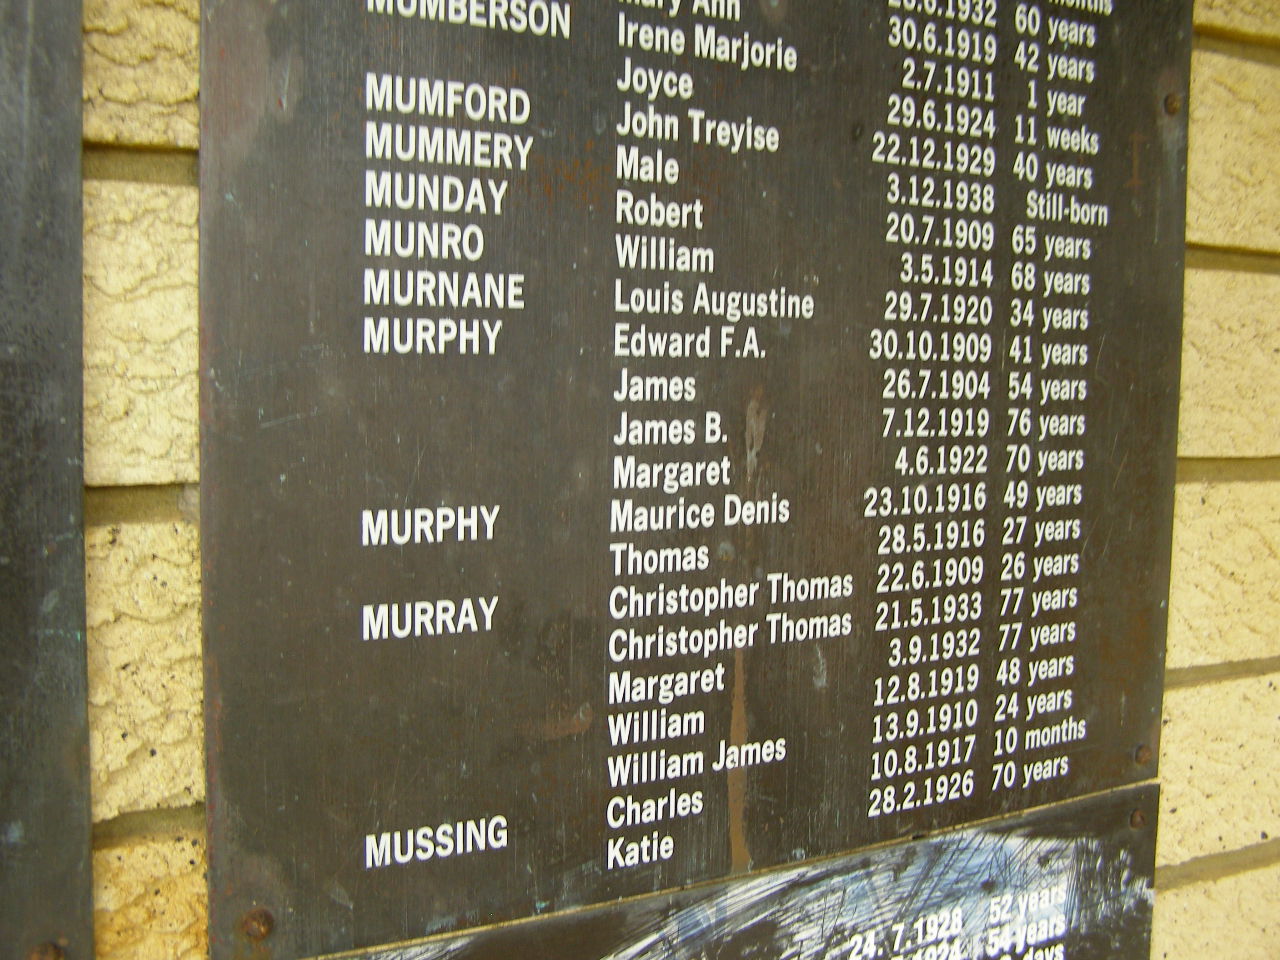 months
MUMBERSON Mary Ann 30.6.1919 42 years
Irene Marjorie 2.7.1911 1 year
Joyce 29.6.1924 11 weeks
MUMFORD John Treyise 22.12.1929 40 years
MUMMERY Male 3.12.1938 Still-born
MUNDAY Robert 20.7.1909 65 years
MUNRO William 3.5.1914 68 years
MURNANE Louis Augustine 29.7.1920 34 years
MURPHY Edward F.A. 30.10.1909 41 years
James 26.7.1904 54 years
James B. 7.12.1919 76 years
Margaret 4.6.1922 70 years
MURPHY Maurice Denis 23.10.1916 49 years
Thomas 28.5.1916 27 years
MURRAY Christopher Thomas 22.6.1909 26 years
Christopher Thomas 21.5.1933 77 years
Margaret 3.9.1932 77 years
William 12.8.1919 48 years
William James 13.9.1910 24 years
MUSSING Charles 10.8.1917 10 months
Katie 28.2.1926 70 years
24. 7.1928 52 years
54 years
days